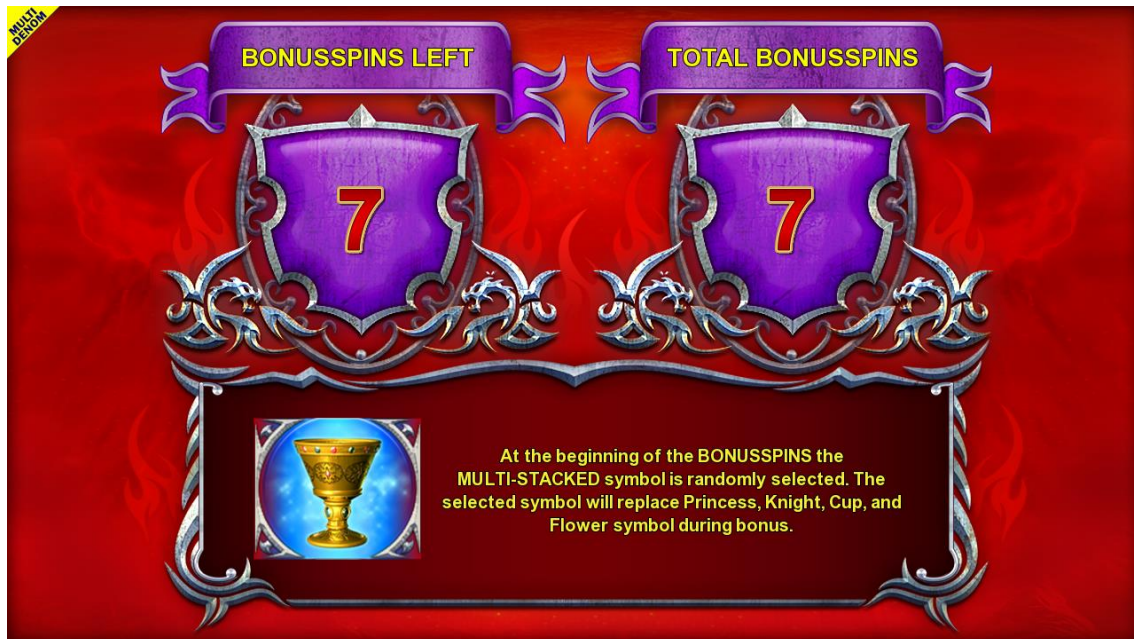 MULTI
DENOM
BONUSSPINS LEFT
TOTAL BONUSSPINS
7
7
At the beginning of the BONUSSPINS the
MULTI-STACKED symbol is randomly selected. The
selected symbol will replace Princess, Knight, Cup, and
Flower symbol during bonus.